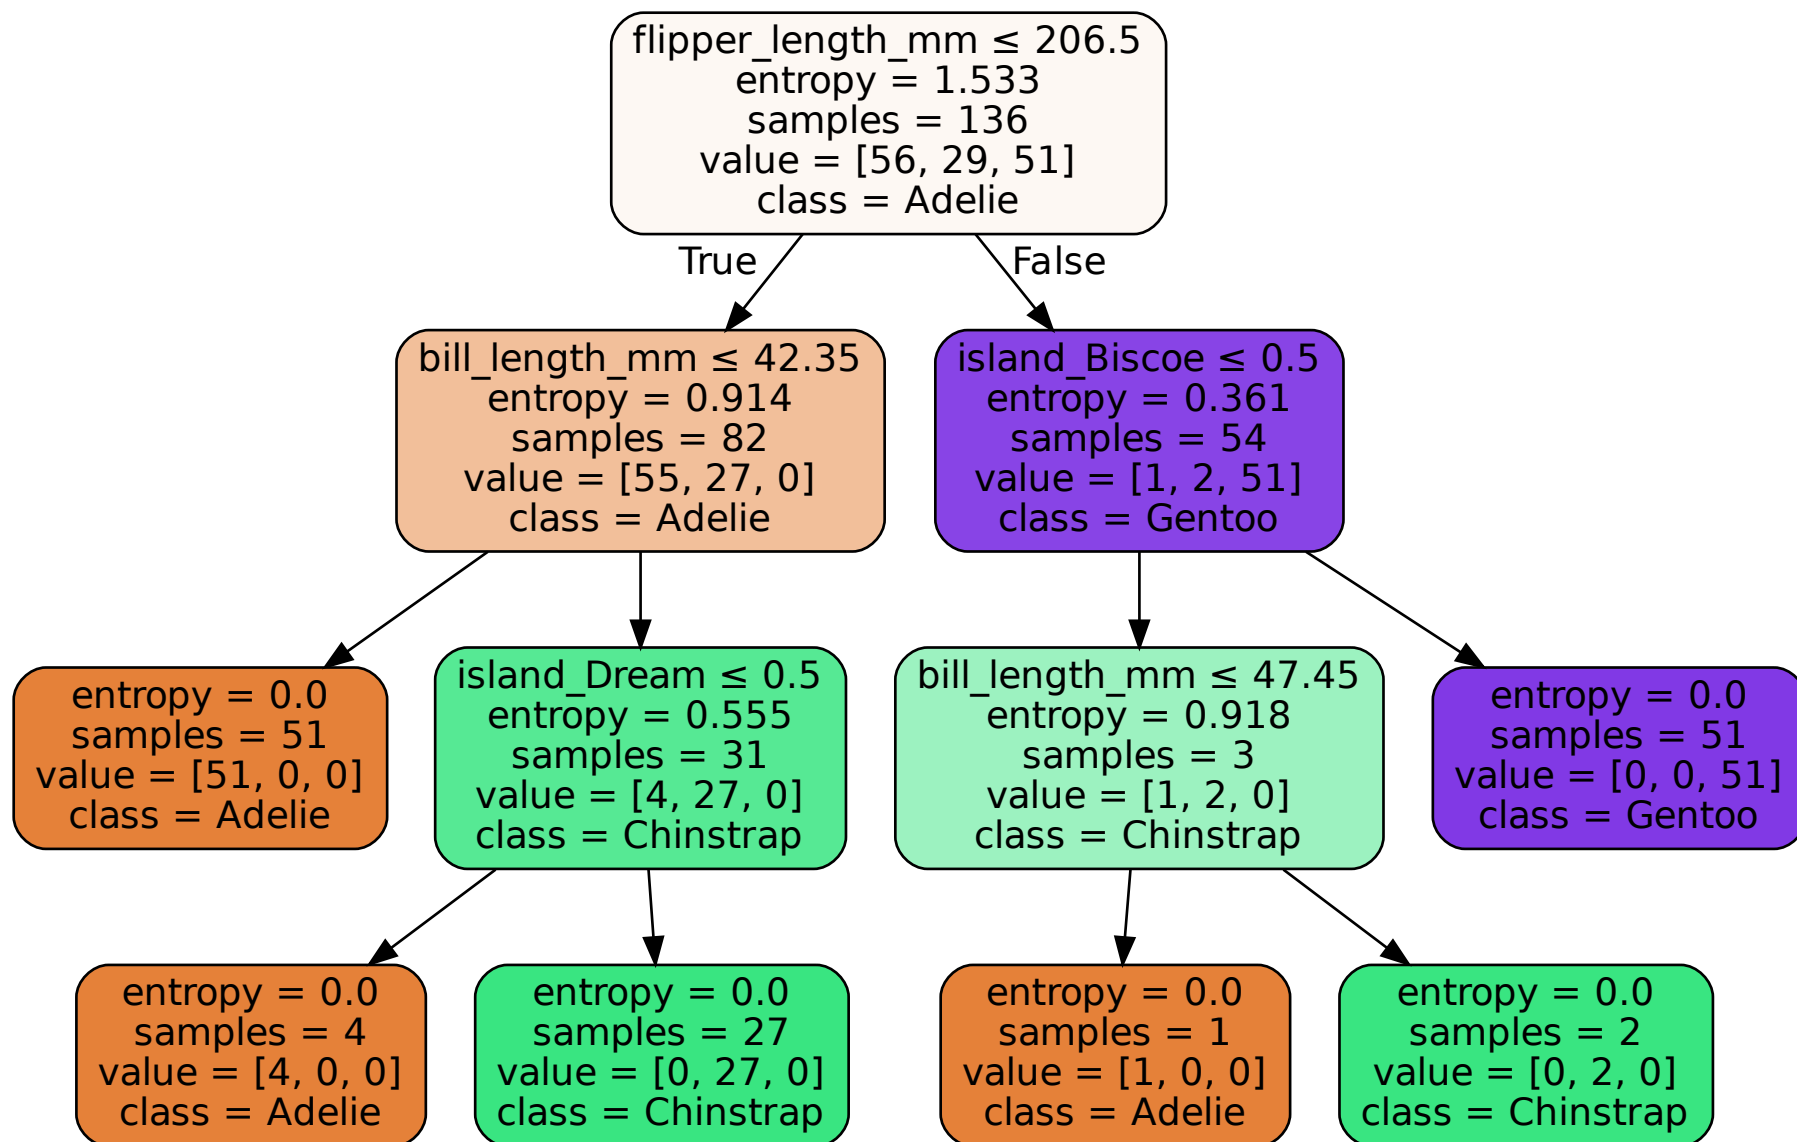 flipper_length_mm ≤ 206.5
entropy = 1.533
samples = 136
value = [56, 29, 51]
class = Adelie
True
False
bill_length_mm ≤ 42.35
entropy = 0.914
samples = 82
value = [55, 27, 0]
class = Adelie
island_Biscoe ≤ 0.5
entropy = 0.361
samples = 54
value = [1, 2, 51]
class = Gentoo
entropy = 0.0
samples = 51
value = [51, 0, 0]
class = Adelie
island_Dream ≤ 0.5
entropy = 0.555
samples = 31
value = [4, 27, 0]
class = Chinstrap
bill_length_mm ≤ 47.45
entropy = 0.918
samples = 3
value = [1, 2, 0]
class = Chinstrap
entropy = 0.0
samples = 51
value = [0, 0, 51]
class = Gentoo
entropy = 0.0
samples = 4
value = [4, 0, 0]
class = Adelie
entropy = 0.0
samples = 27
value = [0, 27, 0]
class = Chinstrap
entropy = 0.0
samples = 1
value = [1, 0, 0]
class = Adelie
entropy = 0.0
samples = 2
value = [0, 2, 0]
class = Chinstrap